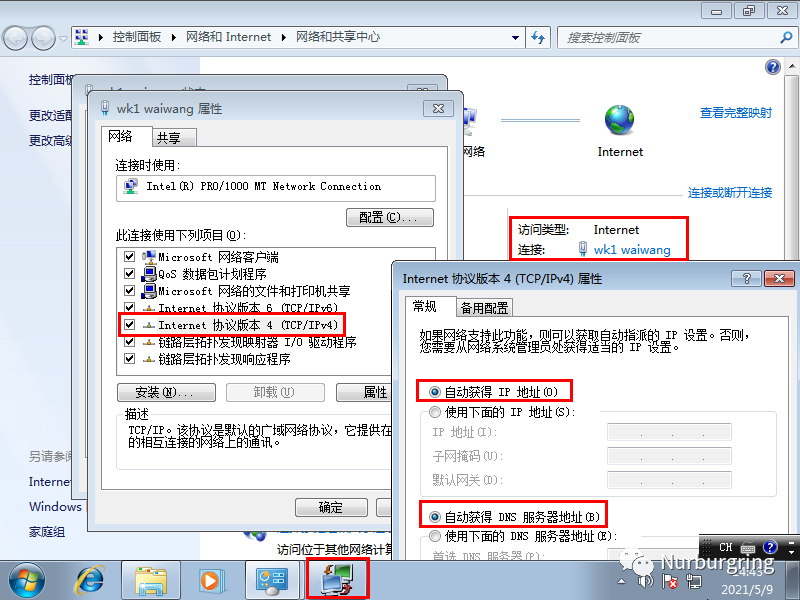 控制面板 ▸ 网络和 Internet ▸ 网络和共享中心
搜索控制面板
控制面板
更改适配
更改高级
查看完整映射
网络
Internet
连接或断开连接
访问类型: Internet
连接: wk1 waiwang
wk1 waiwang 属性
网络
共享
连接时使用:
Intel(R) PRO/1000 MT Network Connection
配置(C)...
此连接使用下列项目(O):
Microsoft 网络客户端
QoS 数据包计划程序
Microsoft 网络的文件和打印机共享
Internet 协议版本 6 (TCP/IPv6)
Internet 协议版本 4 (TCP/IPv4)
链路层拓扑发现映射器 I/O 驱动程序
链路层拓扑发现响应程序
安装(N)...
卸载(U)
属性
描述
TCP/IP。该协议是默认的广域网络协议，它提供在
的相互连接的网络上的通讯。
确定
另请参阅
Internet
Windows
家庭组
访问位于其他网络计算
Internet 协议版本 4 (TCP/IPv4) 属性
常规
备用配置
如果网络支持此功能，则可以获取自动指派的 IP 设置。否则，
您需要从网络系统管理员处获得适当的 IP 设置。
自动获得 IP 地址(O)
使用下面的 IP 地址(S):
IP 地址(I):
子网掩码(U):
默认网关(D):
自动获得 DNS 服务器地址(B)
使用下面的 DNS 服务器地址(E):
首选 DNS 服务器(P):
CH
Nurburgring
14:43
2021/5/9